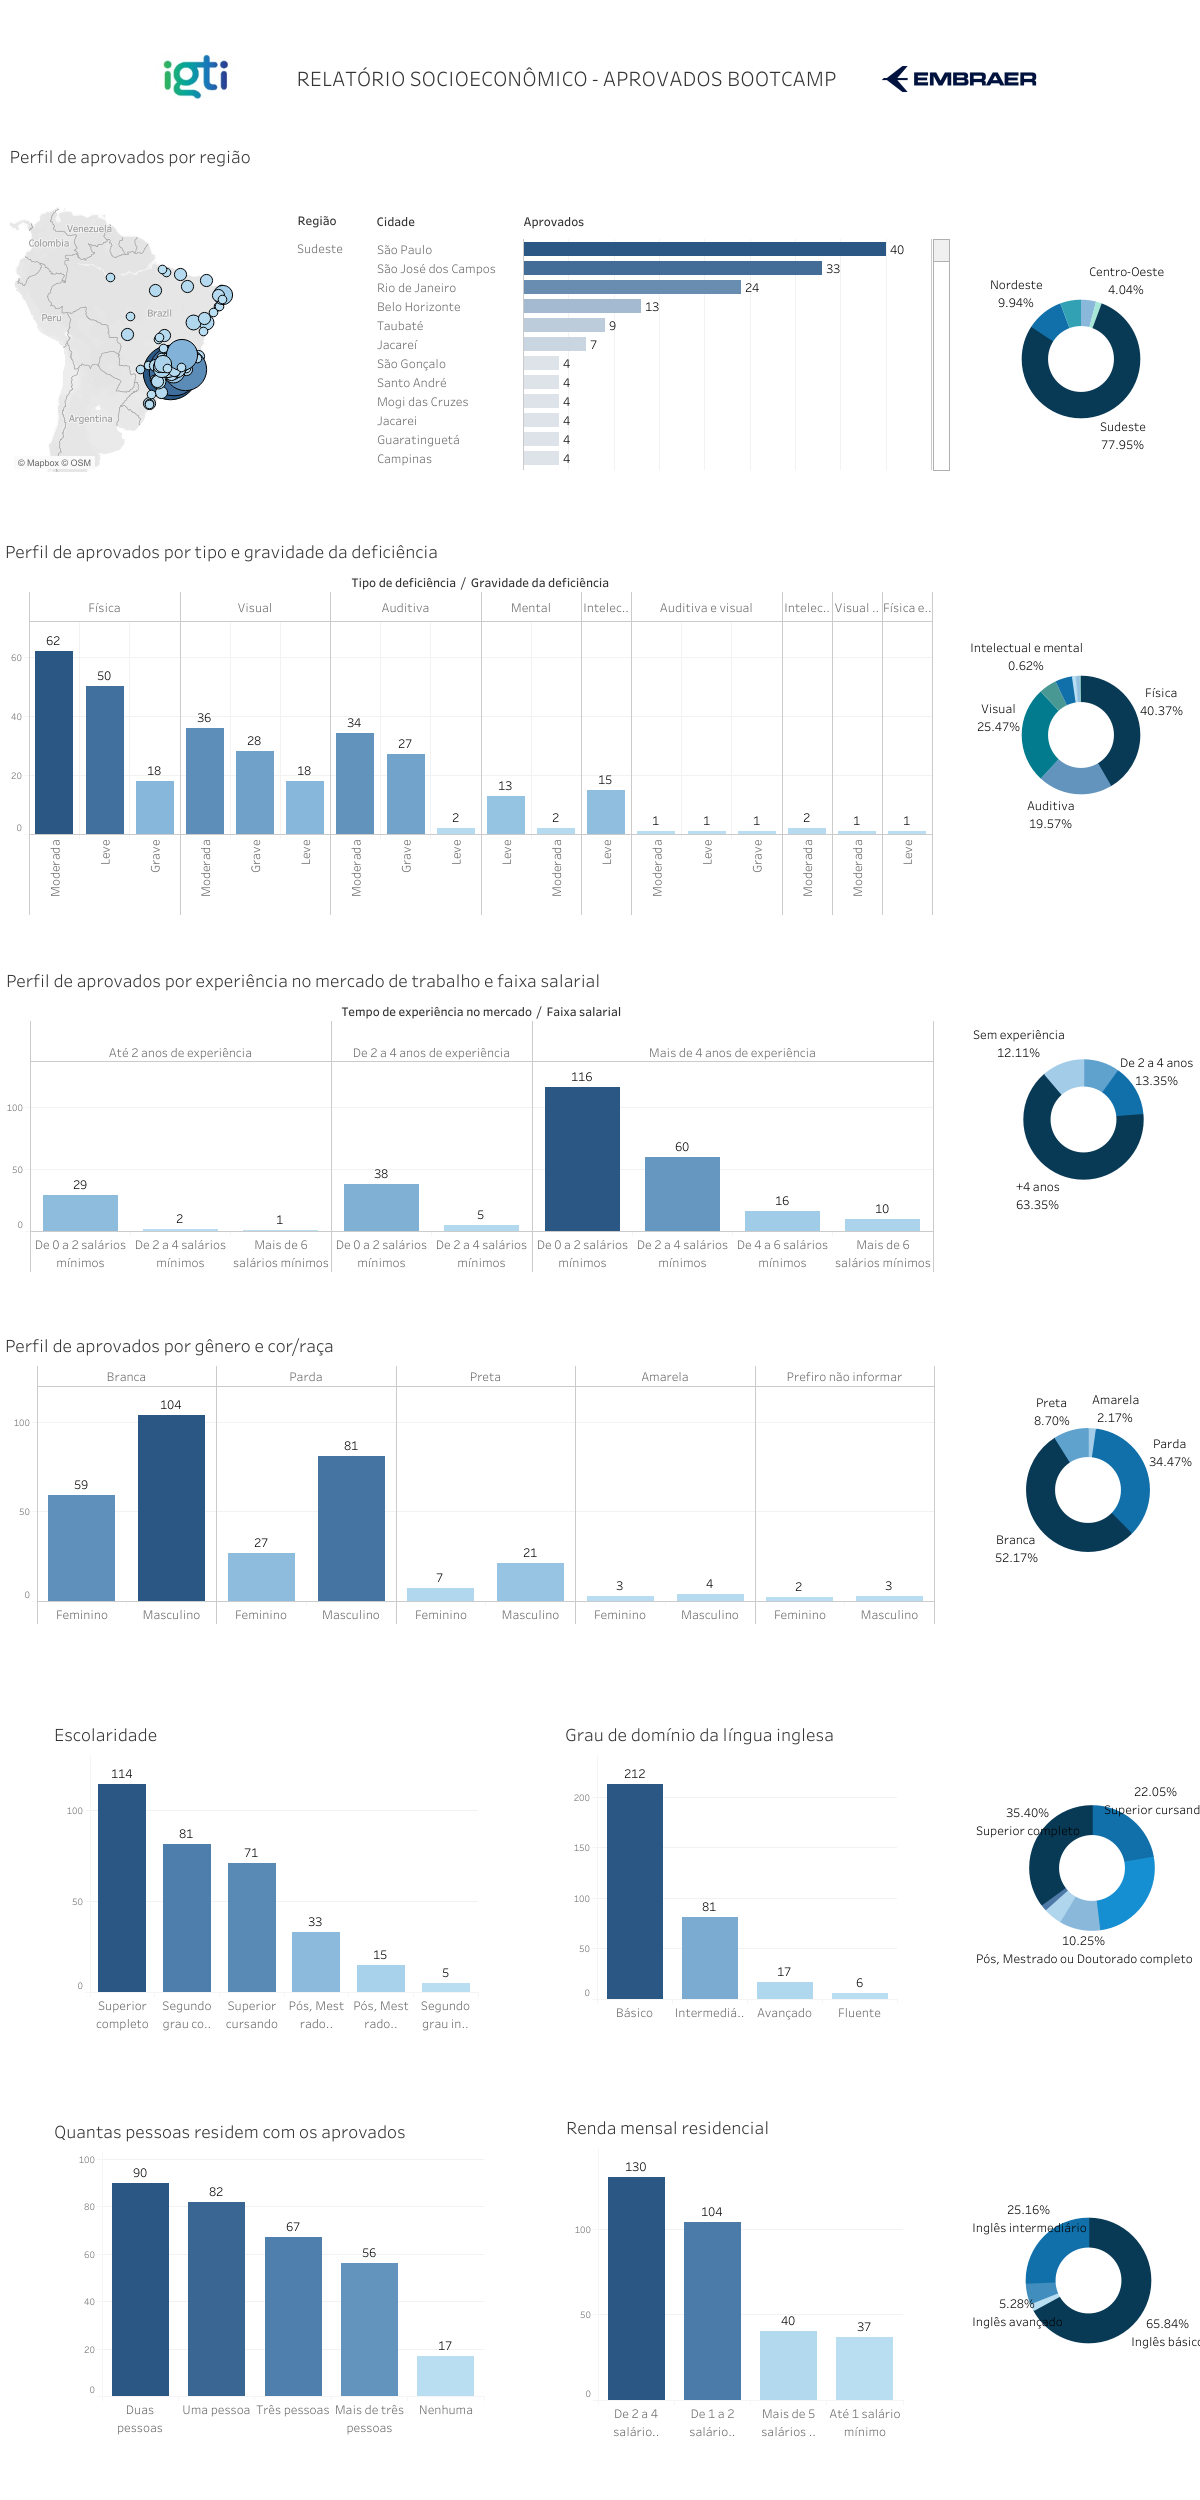 igti
RELATÓRIO SOCIOECONÔMICO - APROVADOS BOOTCAMP
EMBRAER
Perfil de aprovados por região
Venezuela
Colombia
Peru
Brazil
Argentina
© Mapbox © OSM
Região Cidade Aprovados
Sudeste São Paulo 40
São José dos Campos 33
Rio de Janeiro 24
Belo Horizonte 13
Taubaté 9
Jacareí 7
São Gonçalo 4
Santo André 4
Mogi das Cruzes 4
Jacarei 4
Guaratinguetá 4
Campinas 4
Centro-Oeste
4.04%
Nordeste
9.94%
Sudeste
77.95%
Perfil de aprovados por tipo e gravidade da deficiência
Tipo de deficiência / Gravidade da deficiência
Física Visual Auditiva Mental Intelec.. Auditiva e visual Intelec.. Visual .. Física e..
60
40
20
0
62 50 18 36 28 18 34 27 2 13 2 15 1 1 1 2 1 1
Moderada Leve Grave Moderada Grave Leve Moderada Grave Leve Leve Moderada Leve Moderada Leve Grave Moderada Moderada Leve
Intelectual e mental
0.62%
Física
40.37%
Visual
25.47%
Auditiva
19.57%
Perfil de aprovados por experiência no mercado de trabalho e faixa salarial
Tempo de experiência no mercado / Faixa salarial
Até 2 anos de experiência De 2 a 4 anos de experiência Mais de 4 anos de experiência
100
50
0
29 2 1 38 5 116 60 16 10
De 0 a 2 salários De 2 a 4 salários Mais de 6 De 0 a 2 salários De 2 a 4 salários De 0 a 2 salários De 2 a 4 salários De 4 a 6 salários Mais de 6
mínimos mínimos salários mínimos mínimos mínimos mínimos mínimos mínimos salários mínimos
Sem experiência
12.11%
De 2 a 4 anos
13.35%
+4 anos
63.35%
Perfil de aprovados por gênero e cor/raça
Branca Parda Preta Amarela Prefiro não informar
100
50
0
59 104 27 81 7 21 3 4 2 3
Feminino Masculino Feminino Masculino Feminino Masculino Feminino Masculino Feminino Masculino
Preta
8.70%
Amarela
2.17%
Parda
34.47%
Branca
52.17%
Escolaridade
100
50
0
114 81 71 33 15 5
Superior Segundo Superior Pós, Mest Pós, Mest Segundo
completo grau co.. cursando rado.. rado.. grau in..
Grau de domínio da língua inglesa
200
150
100
50
0
212 81 17 6
Básico Intermediá.. Avançado Fluente
22.05%
Superior cursand
35.40%
Superior completo
10.25%
Pós, Mestrado ou Doutorado completo
Quantas pessoas residem com os aprovados
100
80
60
40
20
0
90 82 67 56 17
Duas Uma pessoa Três pessoas Mais de três Nenhuma
pessoas pessoas
Renda mensal residencial
100
50
0
130 104 40 37
De 2 a 4 De 1 a 2 Mais de 5 Até 1 salário
salário.. salário.. salários .. mínimo
25.16%
Inglês intermediário
5.28%
Inglês avançado
65.84%
Inglês básico